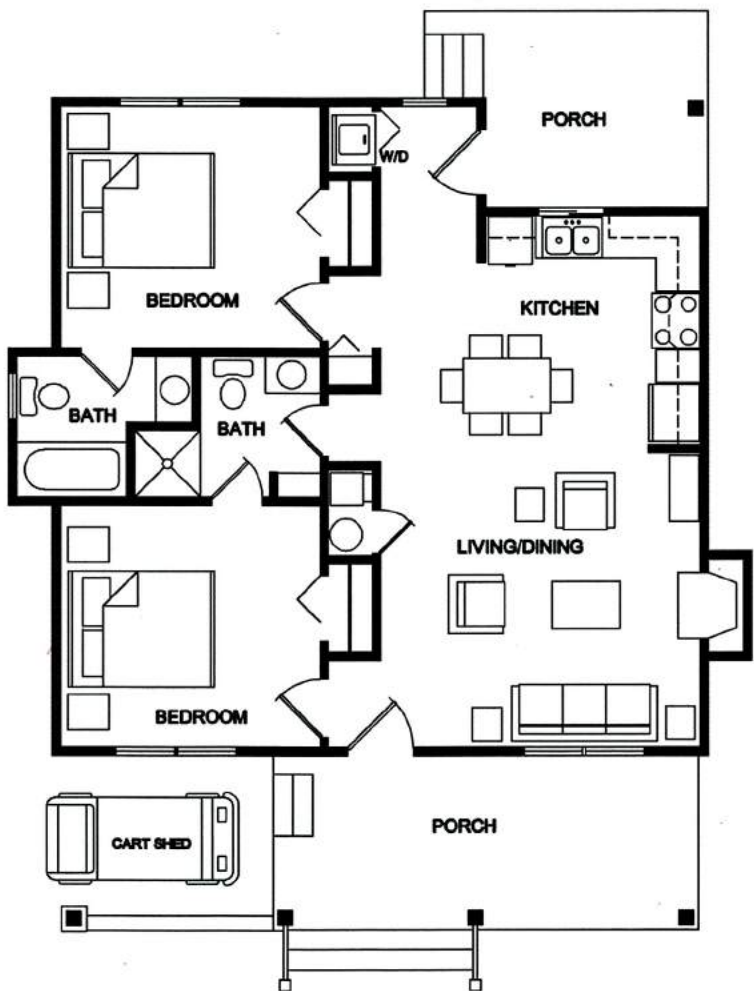 PORCH
W/D
BEDROOM
KITCHEN
BATH
BATH
LIVING/DINING
BEDROOM
PORCH
CART SHED